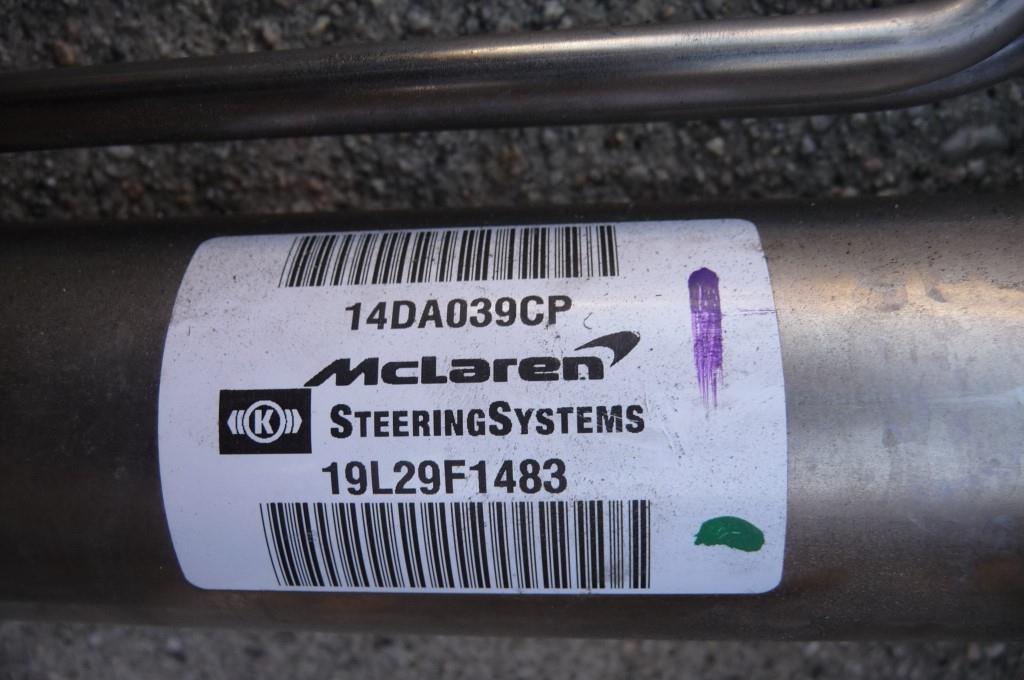 14DA039CP
McLaren
K STEERINGSYSTEMS
19L29F1483